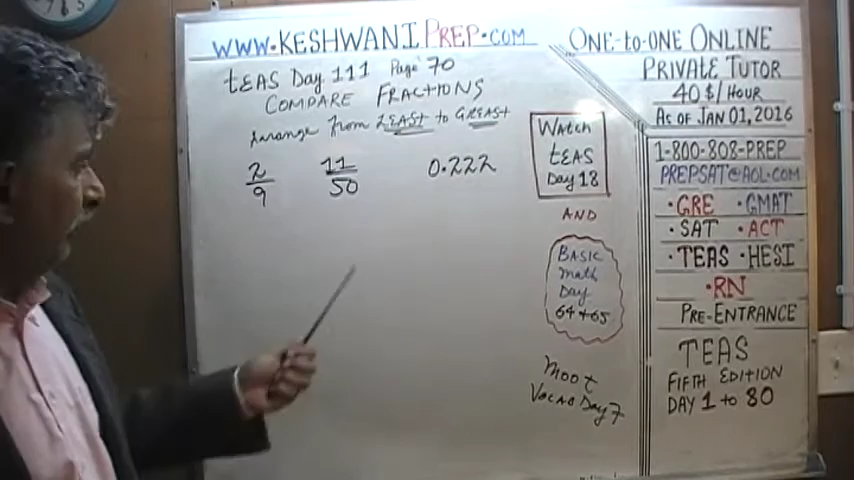 WWW.KESHWANIPREP.COM
tEAS Day 111 Page 70
COMPARE FRACTIONS
Arrange from LEAST to GREAST
2/9 11/50 0.222
Watch
tEAS
Day 18
AND
BASIC
math
Day
64+65
moot
VOCAB Day 7
ONE-to-ONE ONLINE
PRIVATE TUTOR
40$/HOUR
AS OF JAN 01, 2016
1-800-808-PREP
PREPSAT@AOL.COM
•GRE •GMAT
•SAT •ACT
•TEAS •HESI
•RN
PRE-ENTRANCE
TEAS
FIFTH EDITION
DAY 1 to 80